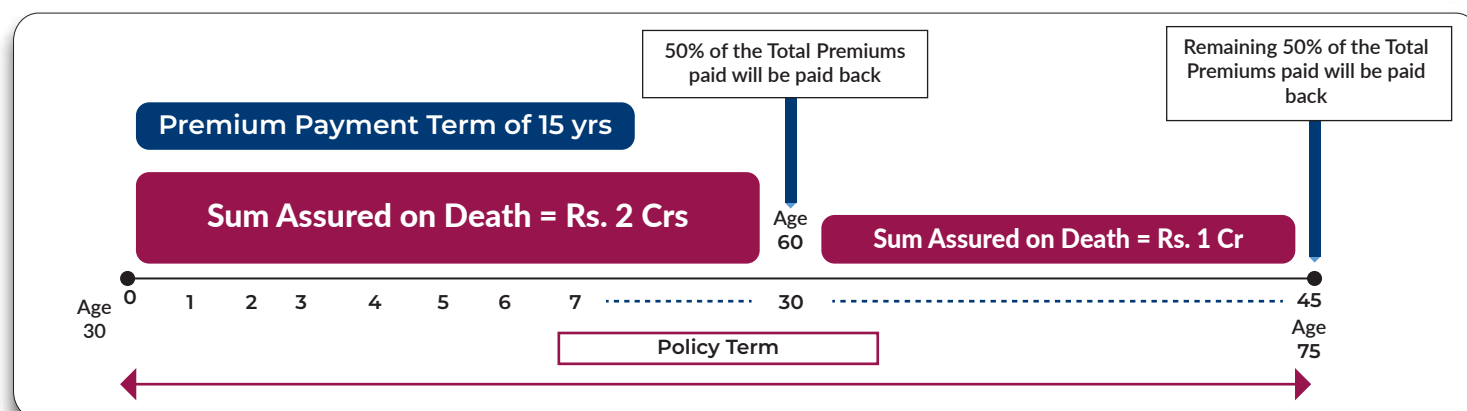 50% of the Total Premiums
paid will be paid back
Remaining 50% of the Total
Premiums paid will be paid
back
Premium Payment Term of 15 yrs
Sum Assured on Death = Rs. 2 Crs
Age
60
Sum Assured on Death = Rs. 1 Cr
Age
30
0 1 2 3 4 5 6 7 30 45
Age
75
Policy Term